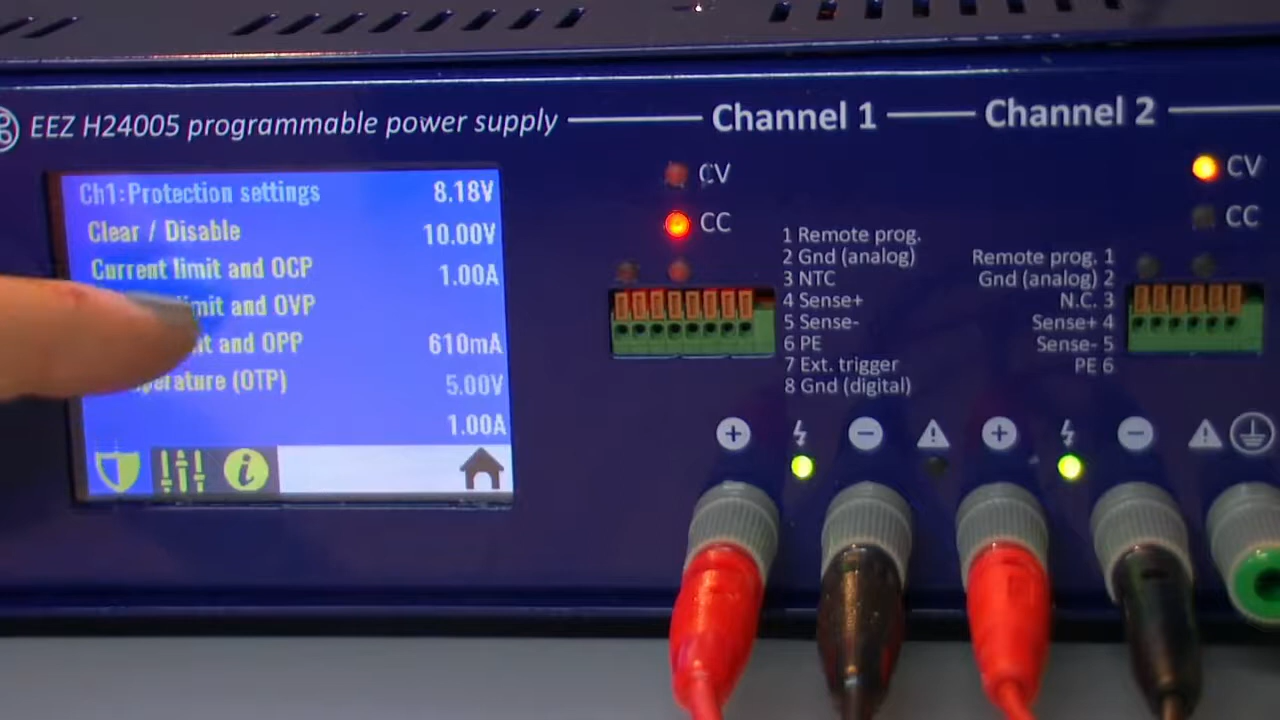 EEZ H24005 programmable power supply
Channel 1
Channel 2
Ch1:Protection settings
Clear / Disable
Current limit and OCP
limit and OVP
and OPP
(OTP)
8.18V
10.00V
1.00A
610mA
5.00V
1.00A
CV
CC
1 Remote prog.
2 Gnd (analog)
3 NTC
4 Sense+
5 Sense-
6 PE
7 Ext. trigger
8 Gnd (digital)
CV
CC
Remote prog. 1
Gnd (analog) 2
N.C. 3
Sense+ 4
Sense- 5
PE 6